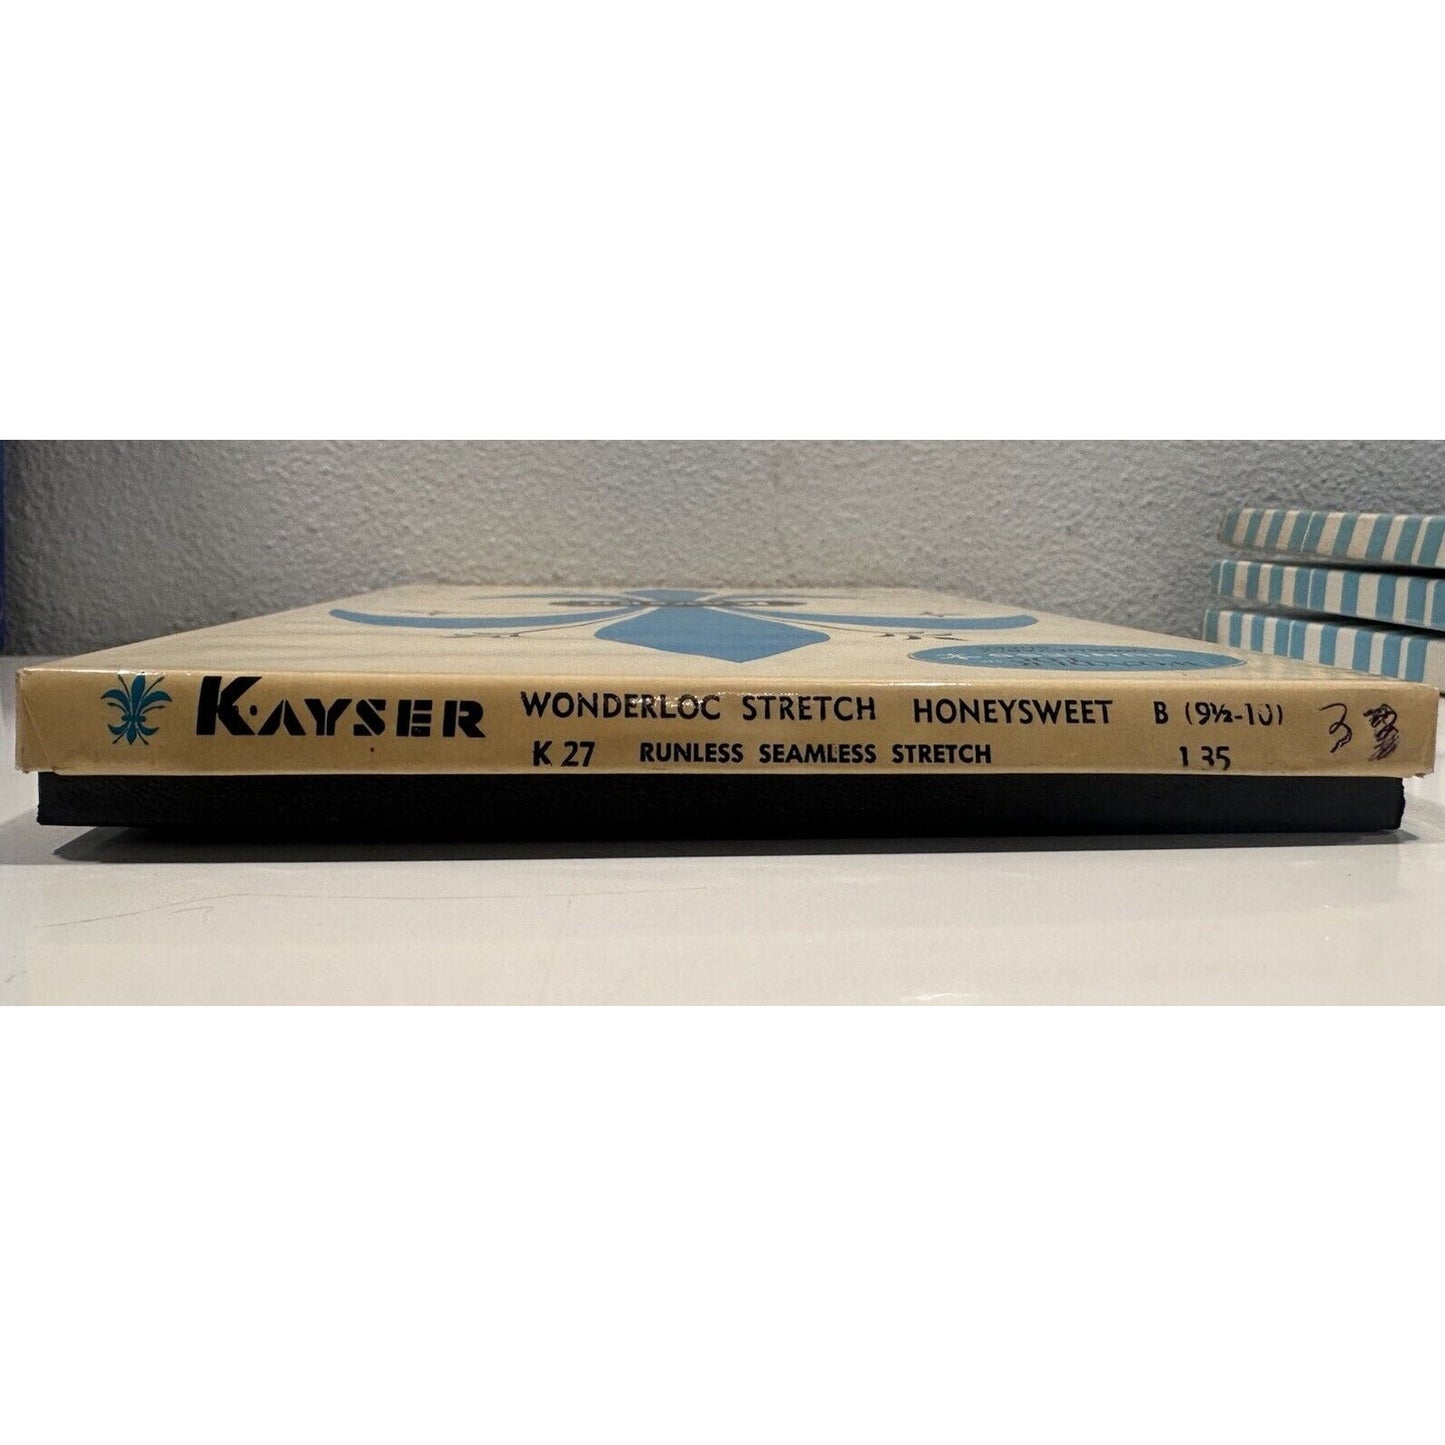 KAYSER
WONDERLOC STRETCH HONEYSWEET B (9½-10)
K 27 RUNLESS SEAMLESS STRETCH 1 35